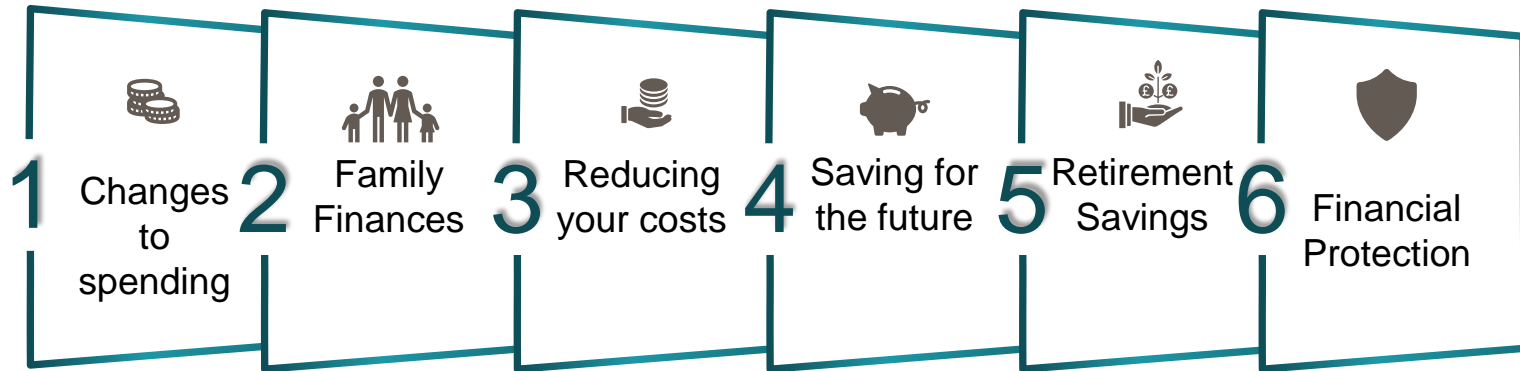 1
Changes
to
spending
2
Family
Finances
3
Reducing
your costs
4
Saving for
the future
5
Retirement
Savings
6
Financial
Protection
££